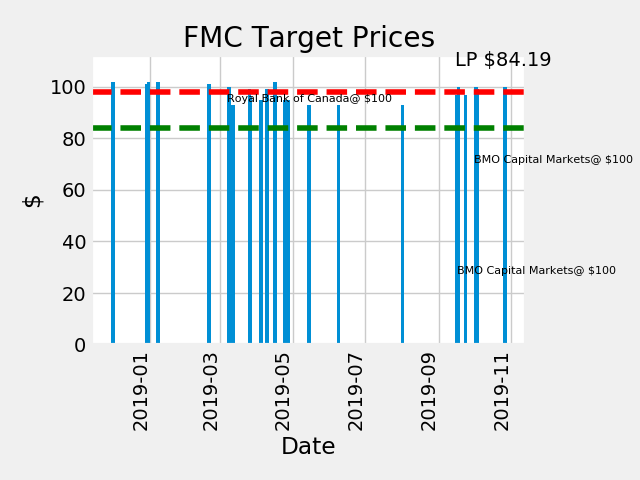 FMC Target Prices
LP $84.19
100
Royal Bank of Canada@ $100
80
BMO Capital Markets@ $100
60
$
40
BMO Capital Markets@ $100
20
0
2019-01
2019-03
2019-05
2019-07
2019-09
2019-11
Date